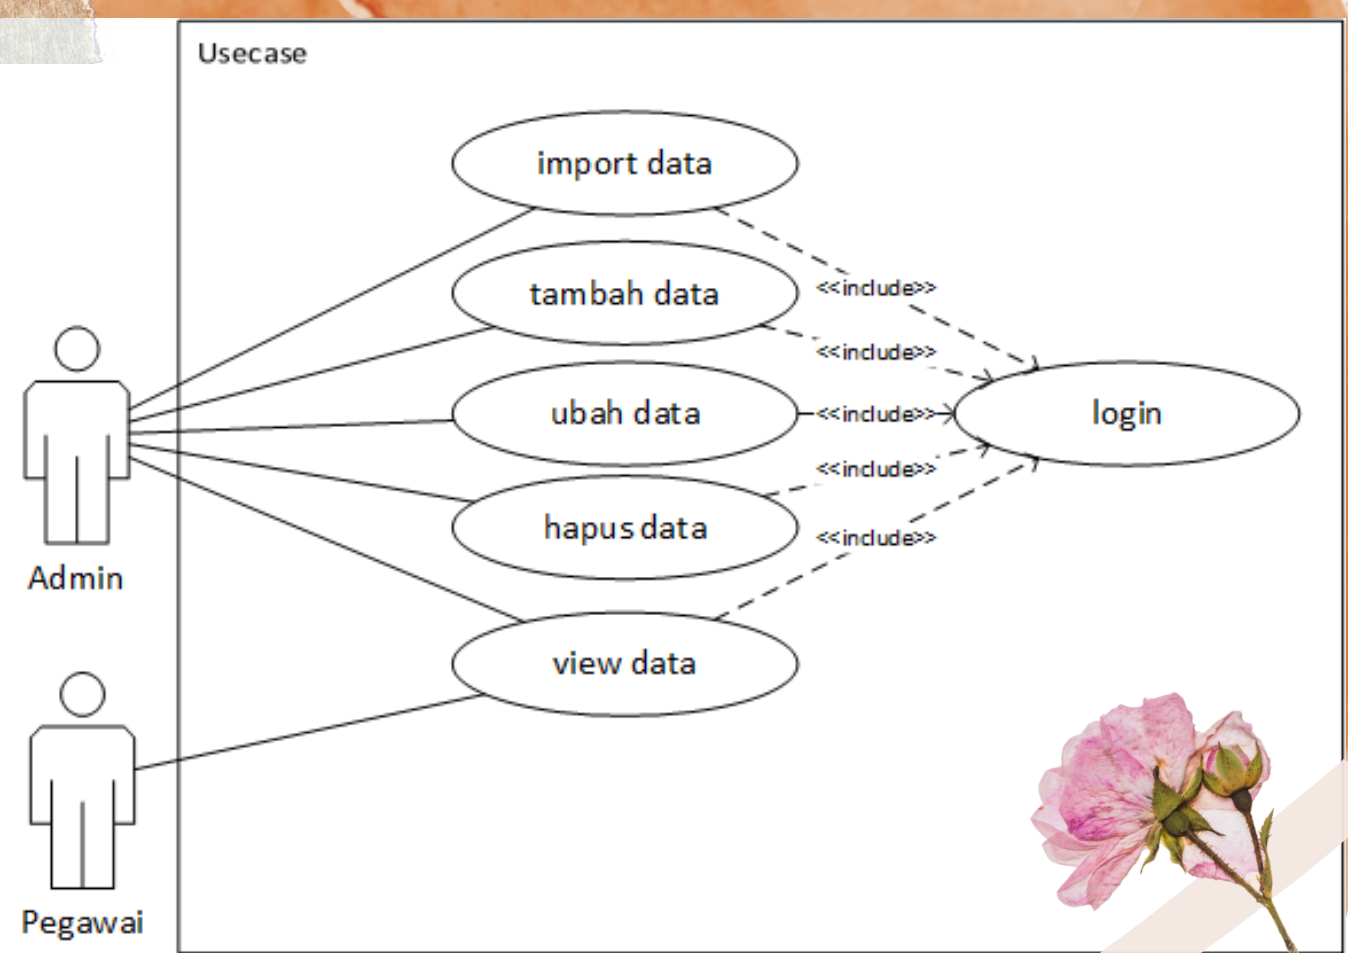 Usecase
import data
tambah data
<<include>>
<<include>>
ubah data
<<include>>
login
<<include>>
hapus data
<<include>>
Admin
view data
Pegawai